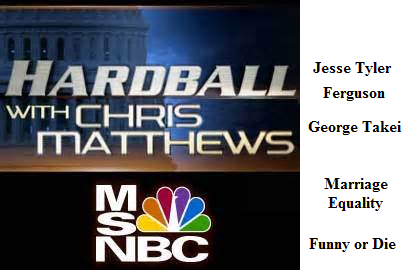 HARDBALL
WITH CHRIS
MATTHEWS
MSNBC
Jesse Tyler
Ferguson
George Takei
Marriage
Equality
Funny or Die